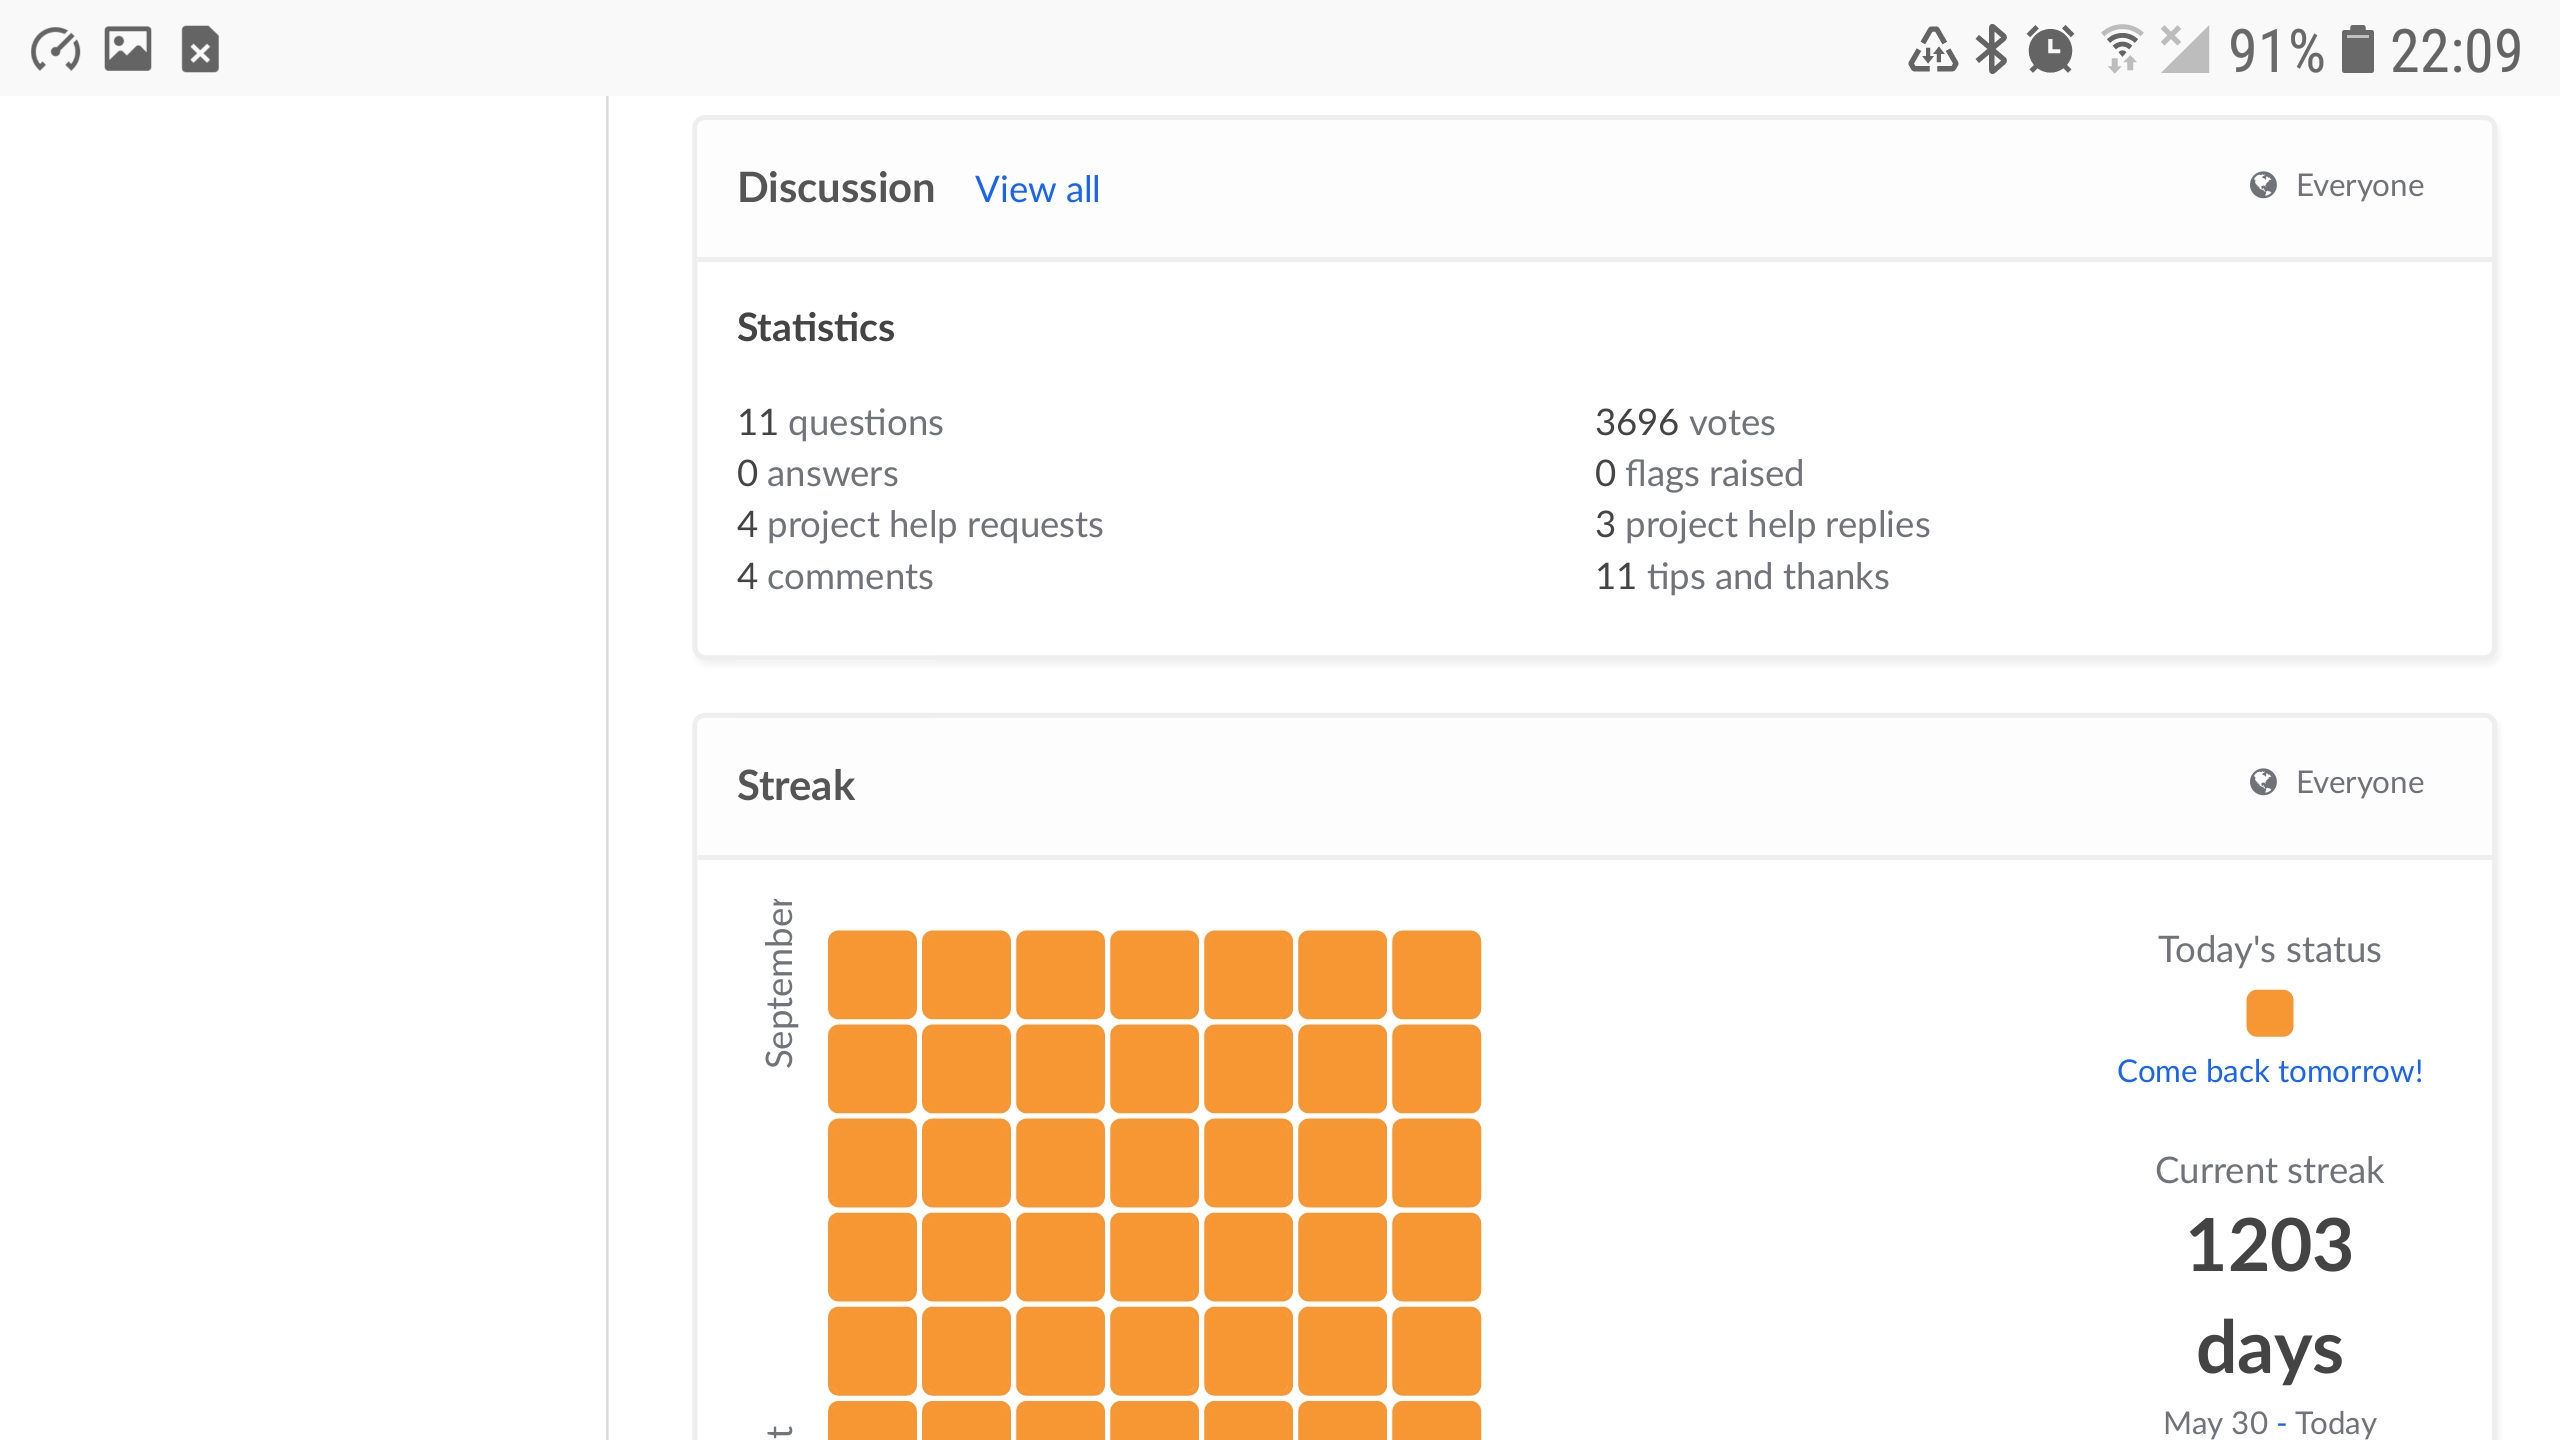 91% 22:09
Discussion View all Everyone
Statistics
11 questions
0 answers
4 project help requests
4 comments
3696 votes
0 flags raised
3 project help replies
11 tips and thanks
Streak Everyone
September
t
Today's status
Come back tomorrow!
Current streak
1203
days
May 30 - Today